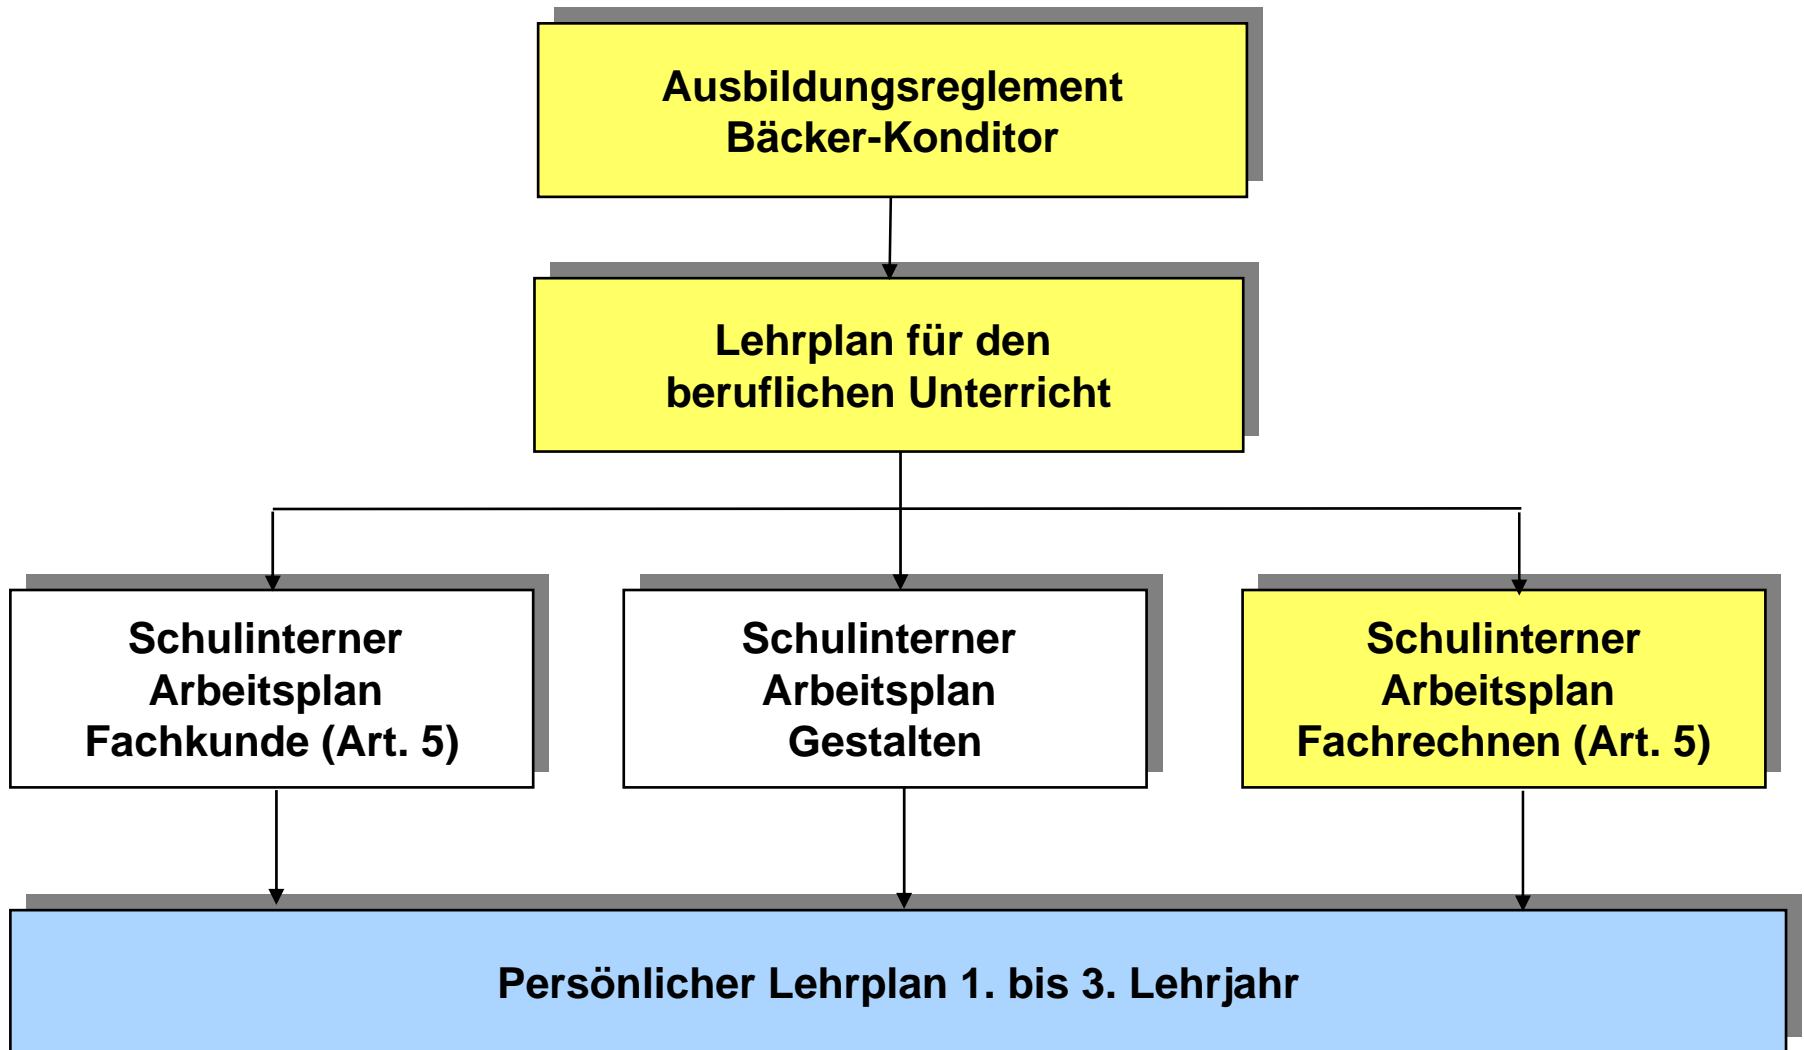 Ausbildungsreglement
Bäcker-Konditor
Lehrplan für den
beruflichen Unterricht
Schulinterner
Arbeitsplan
Fachkunde (Art. 5)
Schulinterner
Arbeitsplan
Gestalten
Schulinterner
Arbeitsplan
Fachrechnen (Art. 5)
Persönlicher Lehrplan 1. bis 3. Lehrjahr